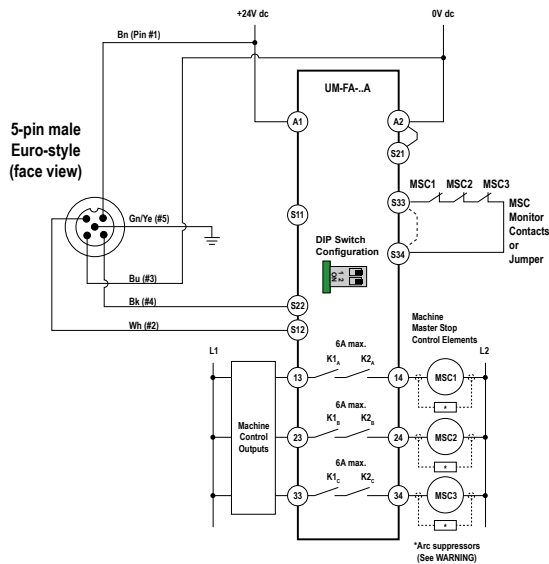 +24V dc
0V dc
Bn (Pin #1)
UM-FA-..A
A1
A2
S21
5-pin male
Euro-style
(face view)
MSC1 MSC2 MSC3
S33
S11
Gn/Ye (#5)
MSC
Monitor
Contacts
or
Jumper
DIP Switch
Configuration
S34
1 2
ON
Bu (#3)
Bk (#4)
S22
Wh (#2)
S12
Machine
Master Stop
Control Elements
L1
L2
6A max.
K1A K2A
13
14
MSC1
*
6A max.
K1B K2B
Machine
Control
Outputs
23
24
MSC2
*
6A max.
K1C K2C
33
34
MSC3
*
*Arc suppressors
(See WARNING)